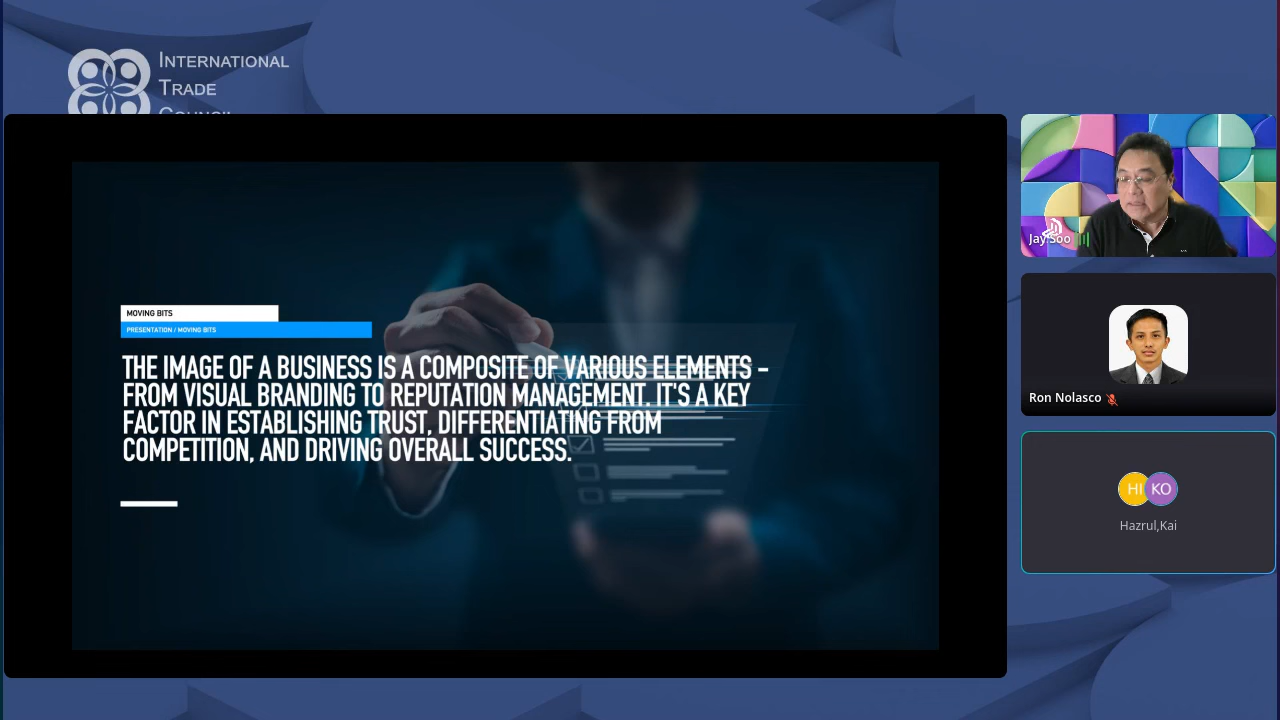 INTERNATIONAL
TRADE
COUNCIL
MOVING BITS
PRESENTATION / MOVING BITS
THE IMAGE OF A BUSINESS IS A COMPOSITE OF VARIOUS ELEMENTS –
FROM VISUAL BRANDING TO REPUTATION MANAGEMENT. IT'S A KEY
FACTOR IN ESTABLISHING TRUST, DIFFERENTIATING FROM
COMPETITION, AND DRIVING OVERALL SUCCESS.
Jay Soo
Ron Nolasco
HI KO
Hazrul,Kai